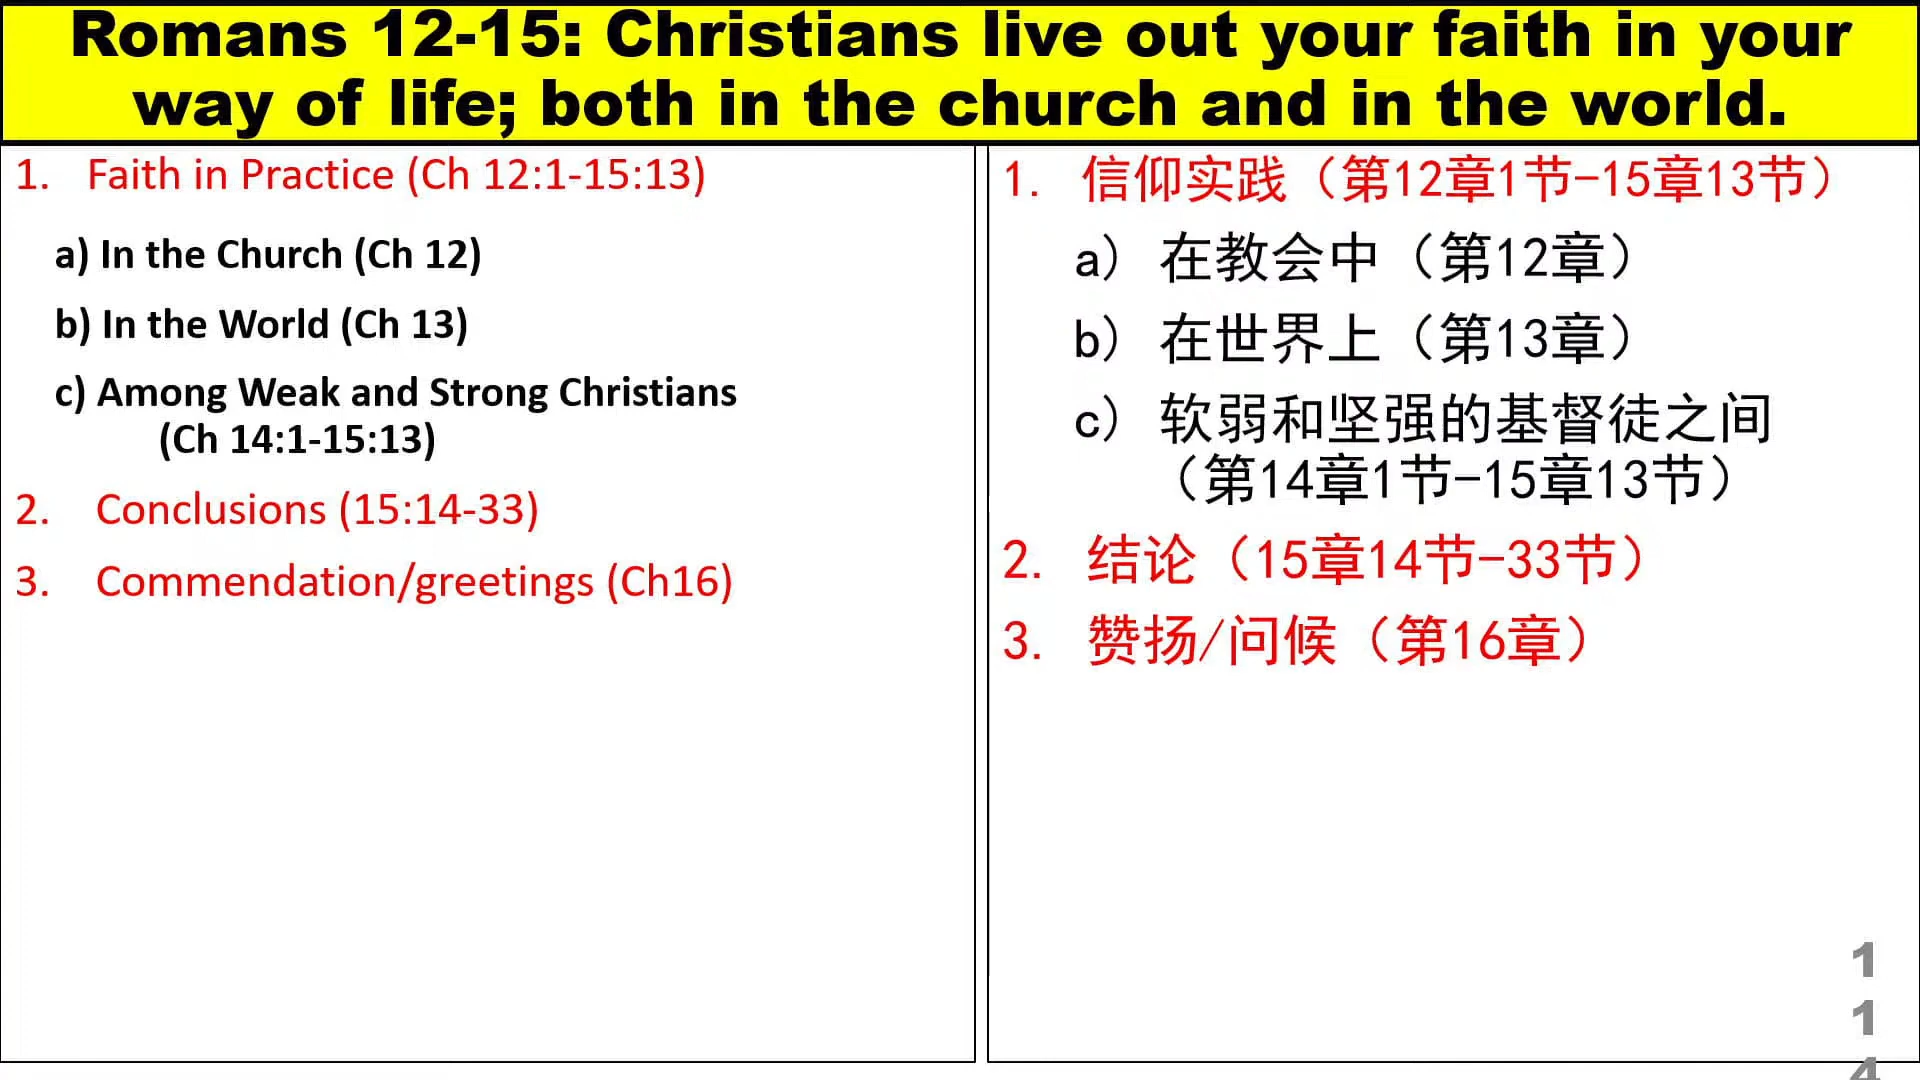 Romans 12-15: Christians live out your faith in your
way of life; both in the church and in the world.
1. Faith in Practice (Ch 12:1-15:13)
a) In the Church (Ch 12)
b) In the World (Ch 13)
c) Among Weak and Strong Christians
(Ch 14:1-15:13)
2. Conclusions (15:14-33)
3. Commendation/greetings (Ch16)
1. 信仰实践（第12章1节-15章13节）
a) 在教会中（第12章）
b) 在世界上（第13章）
c) 软弱和坚强的基督徒之间
（第14章1节-15章13节）
2. 结论（15章14节-33节）
3. 赞扬/问候（第16章）
1
1
4